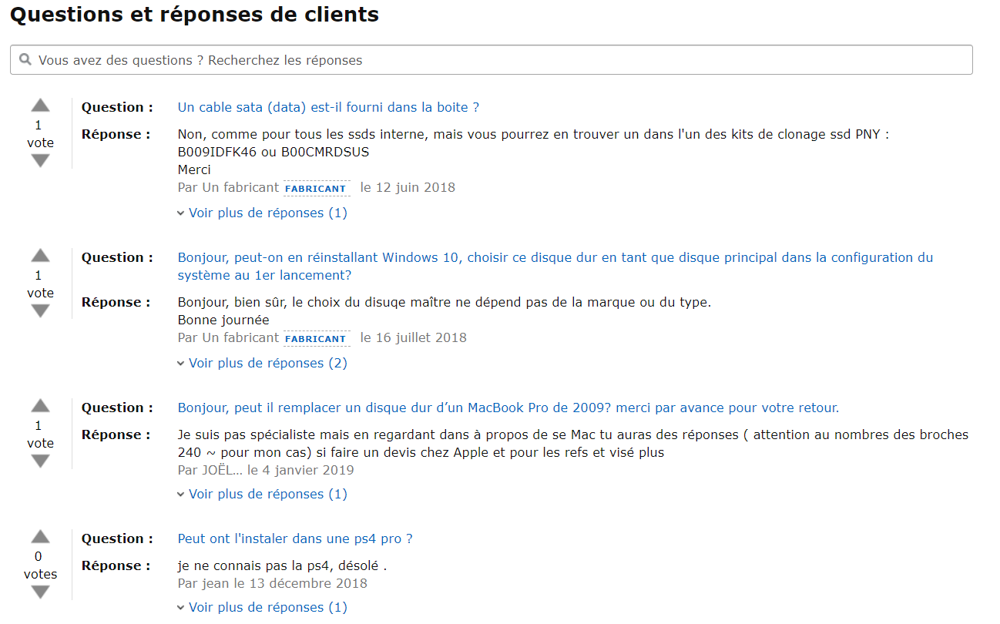 Questions et réponses de clients
Vous avez des questions ? Recherchez les réponses
1
vote
Question :
Un cable sata (data) est-il fourni dans la boite ?
Réponse :
Non, comme pour tous les ssds interne, mais vous pourrez en trouver un dans l'un des kits de clonage ssd PNY :
B009IDFK46 ou B00CMRDSUS
Merci
Par Un fabricant FABRICANT le 12 juin 2018
Voir plus de réponses (1)
1
vote
Question :
Bonjour, peut-on en réinstallant Windows 10, choisir ce disque dur en tant que disque principal dans la configuration du
système au 1er lancement?
Réponse :
Bonjour, bien sûr, le choix du disuqe maître ne dépend pas de la marque ou du type.
Bonne journée
Par Un fabricant FABRICANT le 16 juillet 2018
Voir plus de réponses (2)
1
vote
Question :
Bonjour, peut il remplacer un disque dur d’un MacBook Pro de 2009? merci par avance pour votre retour.
Réponse :
Je suis pas spécialiste mais en regardant dans à propos de se Mac tu auras des réponses ( attention au nombres des broches
240 ~ pour mon cas) si faire un devis chez Apple et pour les refs et visé plus
Par JOËL... le 4 janvier 2019
Voir plus de réponses (1)
0
votes
Question :
Peut ont l'instaler dans une ps4 pro ?
Réponse :
je ne connais pas la ps4, désolé .
Par jean le 13 décembre 2018
Voir plus de réponses (1)